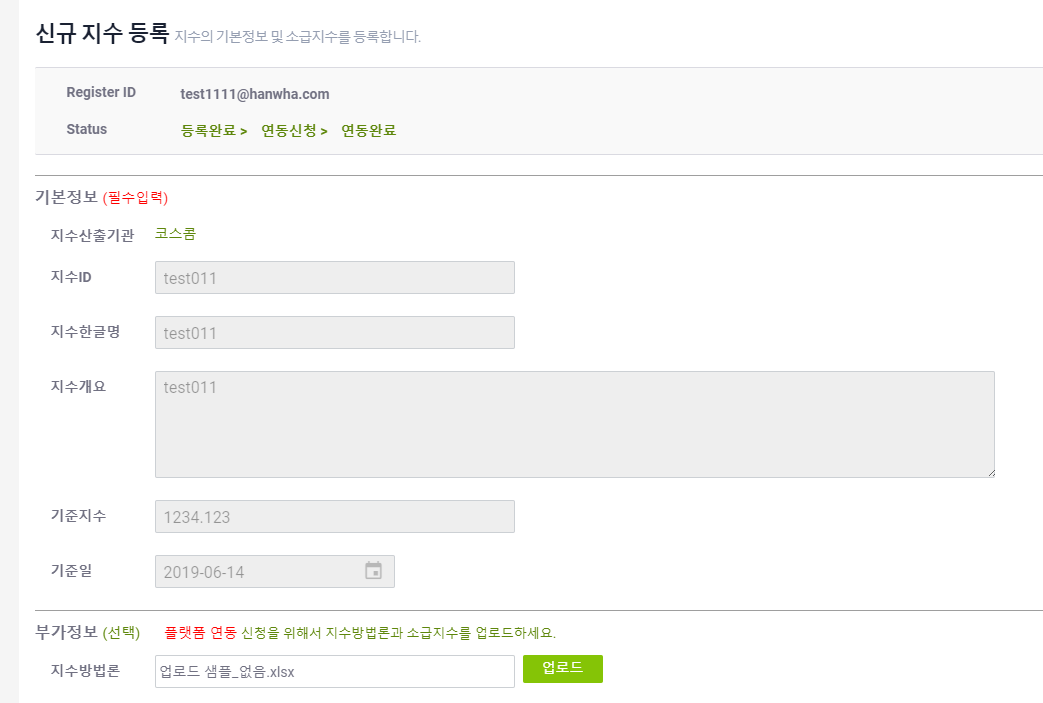 신규 지수 등록 지수의 기본정보 및 소급지수를 등록합니다.
Register ID test1111@hanwha.com
Status 등록완료 > 연동신청 > 연동완료
기본정보 (필수입력)
지수산출기관 코스콤
지수ID test011
지수한글명 test011
지수개요 test011
기준지수 1234.123
기준일 2019-06-14
부가정보 (선택) 플랫폼 연동 신청을 위해서 지수방법론과 소급지수를 업로드하세요.
지수방법론 업로드 샘플_없음.xlsx 업로드